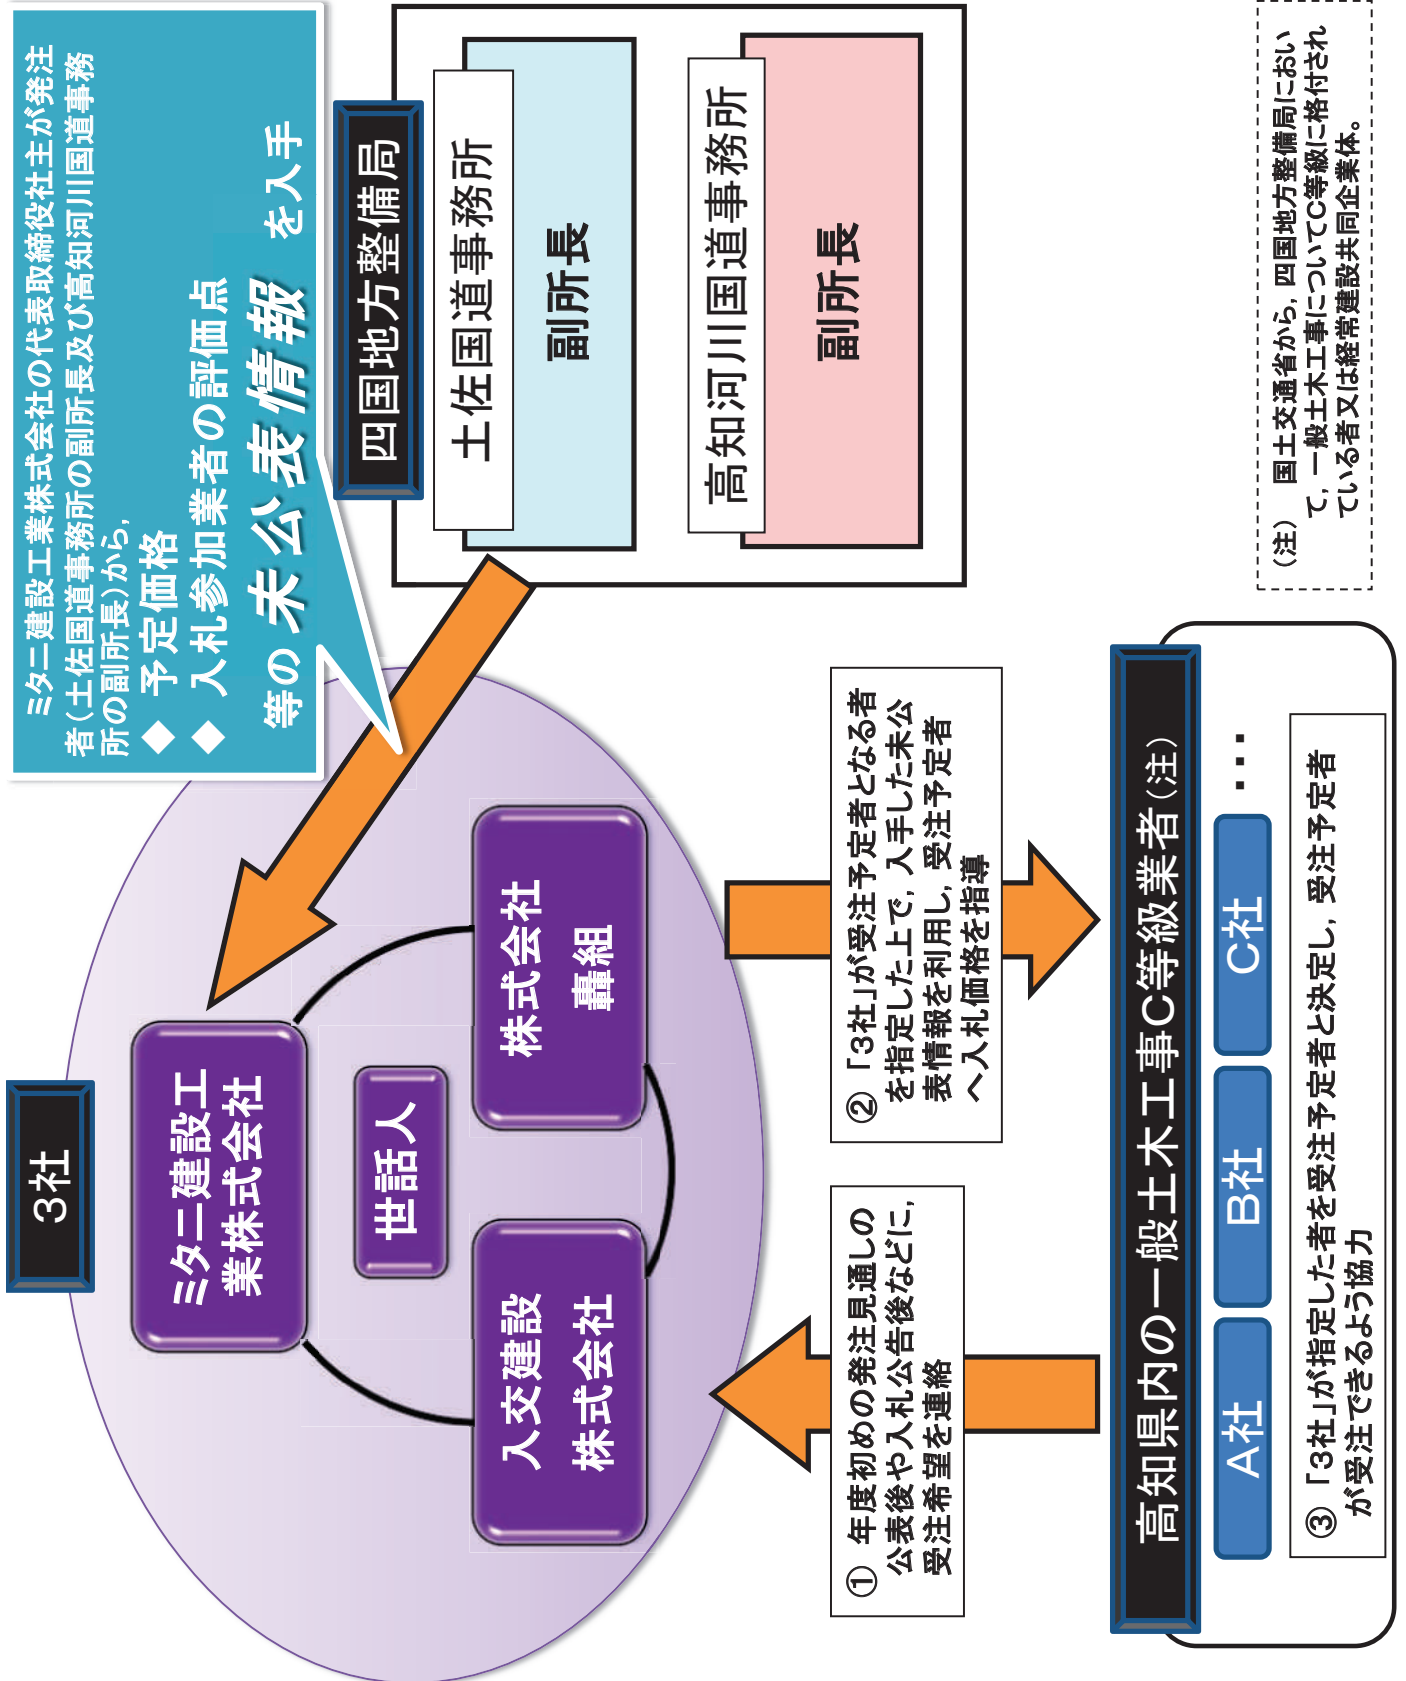 3社
ミタニ建設工
業株式会社
世話人
入交建設
株式会社
株式会社
轟組
ミタニ建設工業株式会社の代表取締役社主が発注
者(土佐国道事務所の副所長及び高知河川国道事務
所の副所長)から,
◆ 予定価格
◆ 入札参加業者の評価点
等の未公表情報 を入手
四国地方整備局
土佐国道事務所
副所長
高知河川国道事務所
副所長
① 年度初めの発注見通しの
公表後や入札公告後などに,
受注希望を連絡
② 「3社」が受注予定者となる者
を指定した上で,入手した未公
表情報を利用し,受注予定者
へ入札価格を指導
高知県内の一般土木工事C等級業者(注)
A社
B社
C社
…
③ 「3社」が指定した者を受注予定者と決定し,受注予定者
が受注できるよう協力
(注) 国土交通省から,四国地方整備局におい
て,一般土木工事についてC等級に格付され
ている者又は経常建設共同企業体。